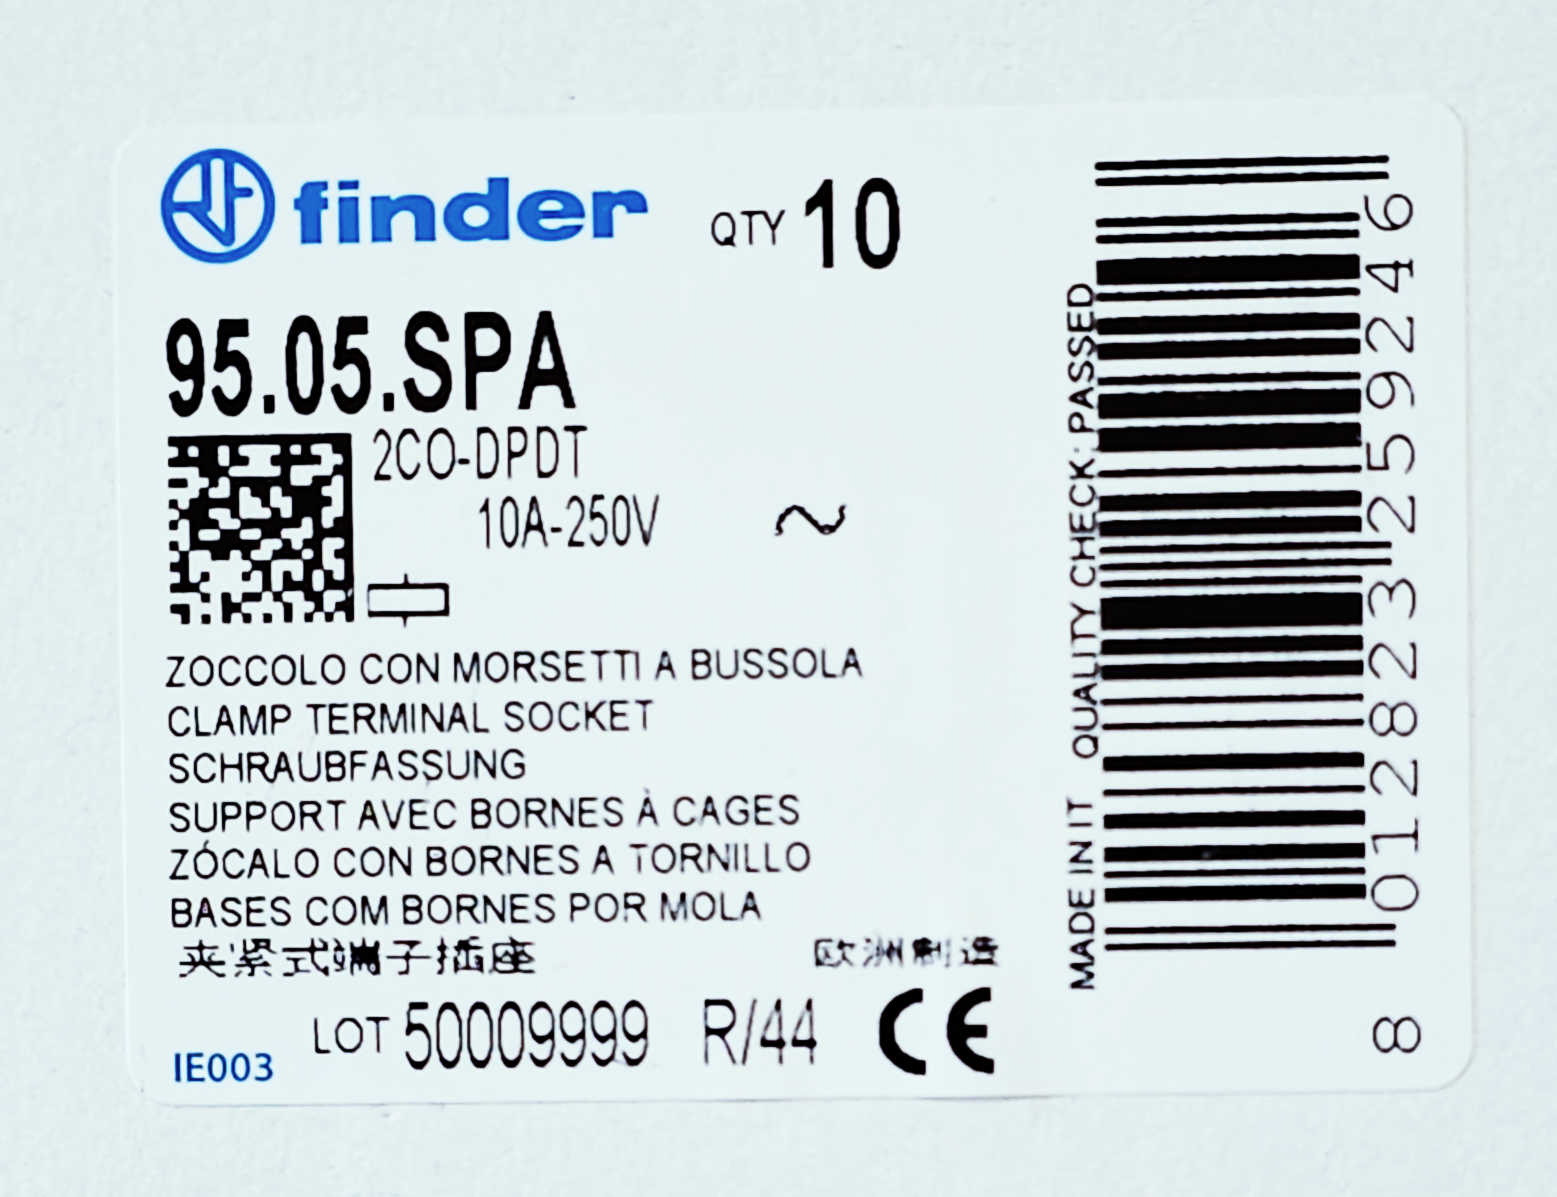 finder
QTY 10
95.05.SPA
2CO-DPDT
10A-250V ~
ZOCCOLO CON MORSETTI A BUSSOLA
CLAMP TERMINAL SOCKET
SCHRAUBFASSUNG
SUPPORT AVEC BORNES À CAGES
ZÓCALO CON BORNES A TORNILLO
BASES COM BORNES POR MOLA
夹紧式端子插座 欧洲制造
LOT 50009999 R/44 CE
IE003
MADE IN IT QUALITY CHECK: PASSED
8 012823 259246